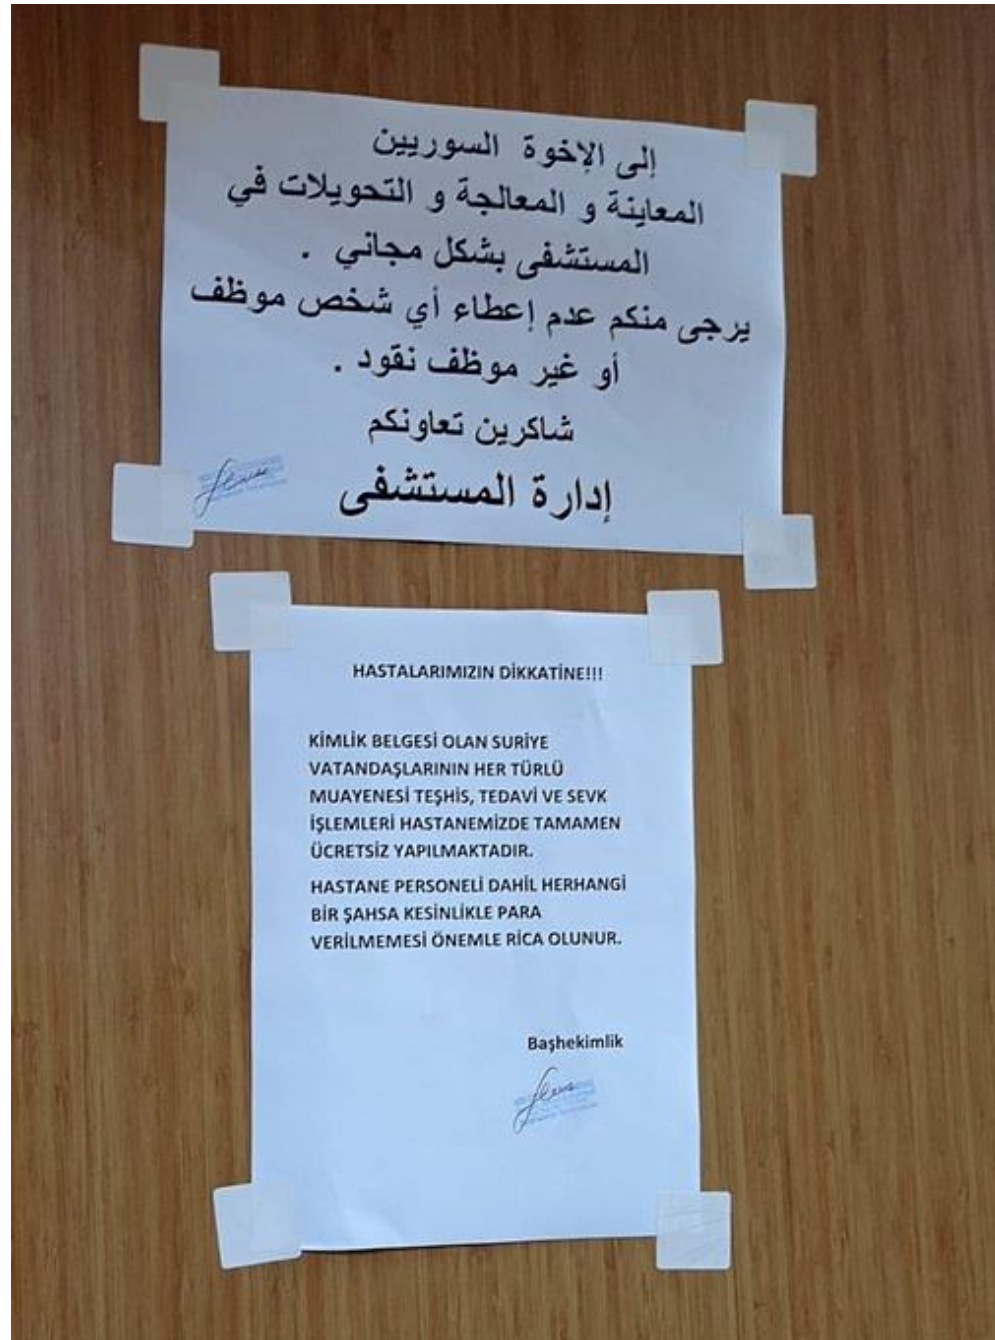 إلى الإخوة السوريين
المعاينة و المعالجة و التحويلات في
المستشفى بشكل مجاني .
يرجى منكم عدم إعطاء أي شخص موظف
أو غير موظف نقود .
شاكرين تعاونكم
إدارة المستشفى
HASTALARIMIZIN DİKKATİNE!!!
KİMLİK BELGESİ OLAN SURİYE
VATANDAŞLARININ HER TÜRLÜ
MUAYENESİ TEŞHİS, TEDAVİ VE SEVK
İŞLEMLERİ HASTANEMİZDE TAMAMEN
ÜCRETSİZ YAPILMAKTADIR.
HASTANE PERSONELİ DAHİL HERHANGİ
BİR ŞAHSA KESİNLİKLE PARA
VERİLMEMESİ ÖNEMLE RİCA OLUNUR.
Başhekimlik